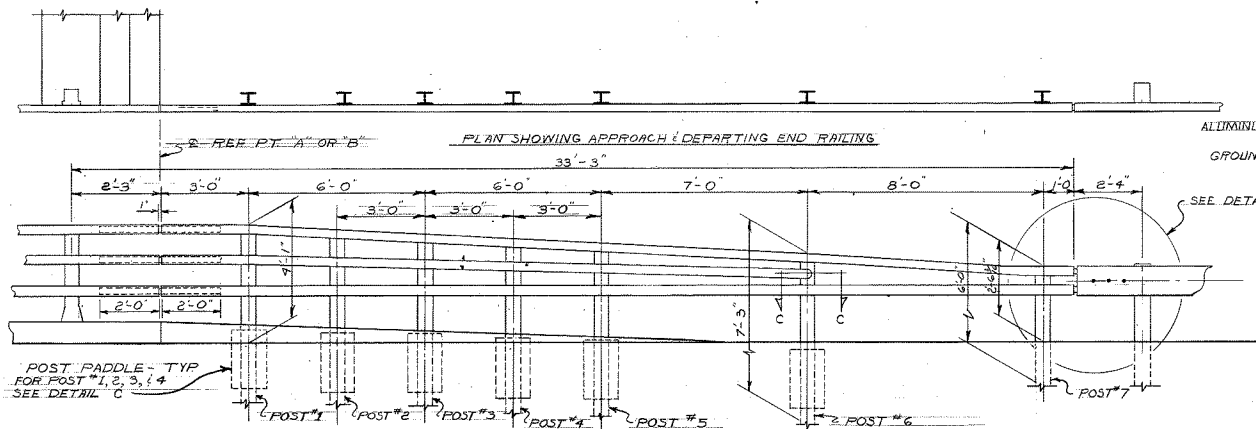 ALUMINU
PLAN SHOWING APPROACH & DEPARTING END RAILING
℄ REF. PT. "A" OR "B"
GROUN
33'-3"
2'-3" 3'-0" 6'-0" 6'-0" 7'-0" 8'-0" 1'-0 2'-4"
SEE DETA
1" 3'-0" 3'-0" 3'-0"
4'-1"
6'-0"
2'-6½"
7'-3"
C C
2'-0" 2'-0"
POST PADDLE - TYP
FOR POST #1, 2, 3, & 4
SEE DETAIL C
POST #1 POST #2 POST #3 POST #4 POST #5 POST #6 POST #7